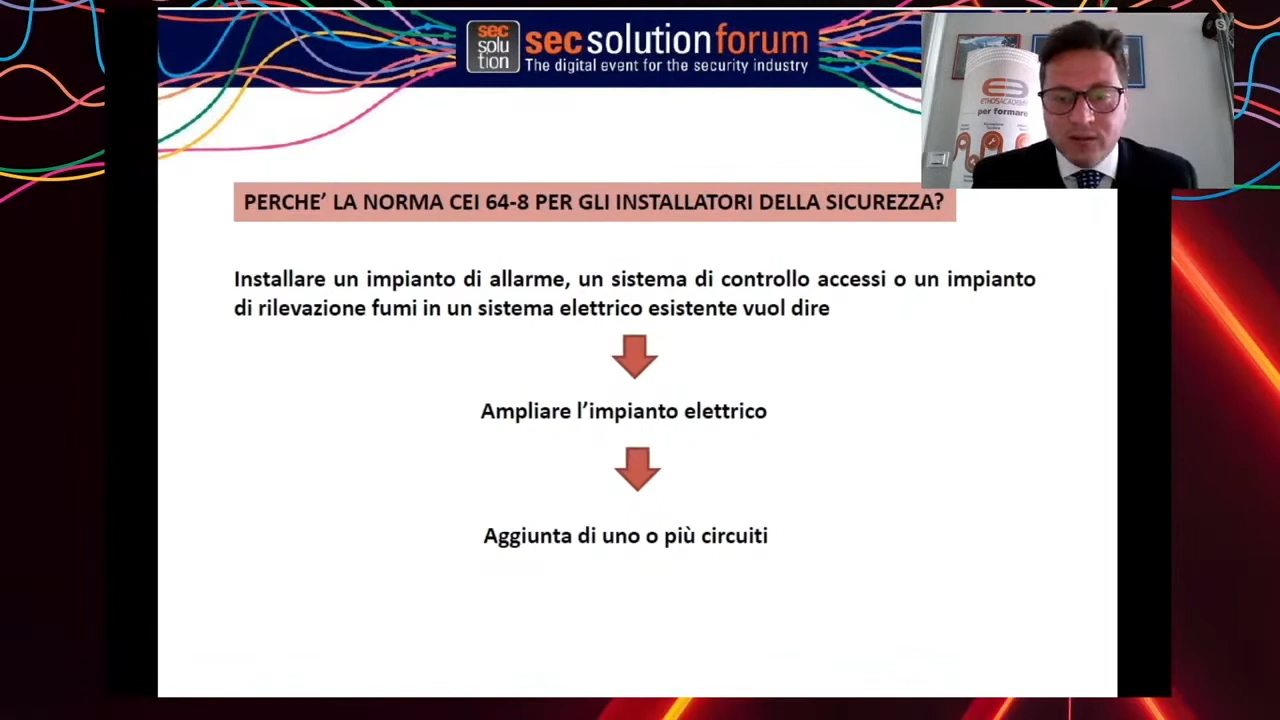 sec
solu
tion
secsolutionforum
The digital event for the security industry
ETHOSACADEMY
per formare
PERCHE’ LA NORMA CEI 64-8 PER GLI INSTALLATORI DELLA SICUREZZA?
Installare un impianto di allarme, un sistema di controllo accessi o un impianto
di rilevazione fumi in un sistema elettrico esistente vuol dire
Ampliare l’impianto elettrico
Aggiunta di uno o più circuiti